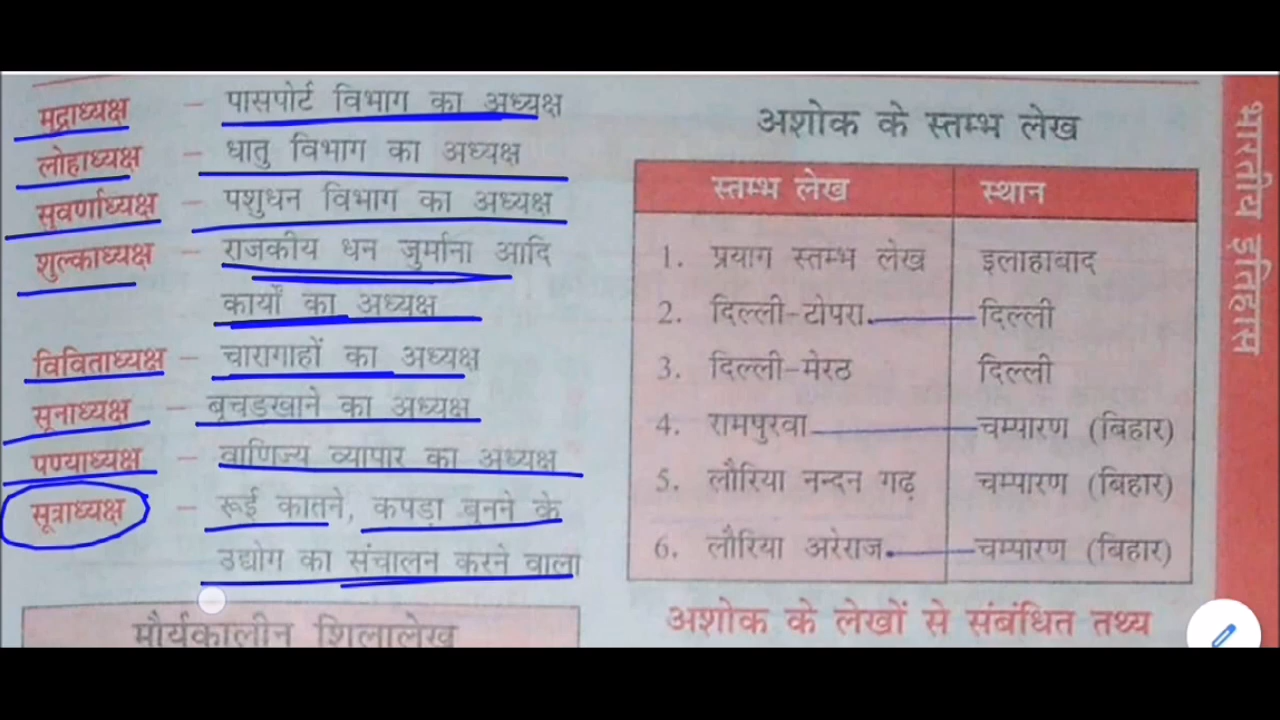 मुद्राध्यक्ष – पासपोर्ट विभाग का अध्यक्ष
लोहाध्यक्ष – धातु विभाग का अध्यक्ष
सुवर्णाध्यक्ष – पशुधन विभाग का अध्यक्ष
शुल्काध्यक्ष – राजकीय धन जुर्माना आदि
कार्यों का अध्यक्ष
विविताध्यक्ष – चारागाहों का अध्यक्ष
सूनाध्यक्ष – बूचडखाने का अध्यक्ष
पण्याध्यक्ष – वाणिज्य व्यापार का अध्यक्ष
सूत्राध्यक्ष – रूई कातने, कपड़ा बुनने के
उद्योग का संचालन करने वाला
मौर्यकालीन शिलालेख
अशोक के स्तम्भ लेख
स्तम्भ लेख स्थान
1. प्रयाग स्तम्भ लेख इलाहाबाद
2. दिल्ली-टोपरा दिल्ली
3. दिल्ली-मेरठ दिल्ली
4. रामपुरवा चम्पारण (बिहार)
5. लौरिया नन्दन गढ़ चम्पारण (बिहार)
6. लौरिया अरेराज चम्पारण (बिहार)
अशोक के लेखों से संबंधित तथ्य
भारतीय इतिहास